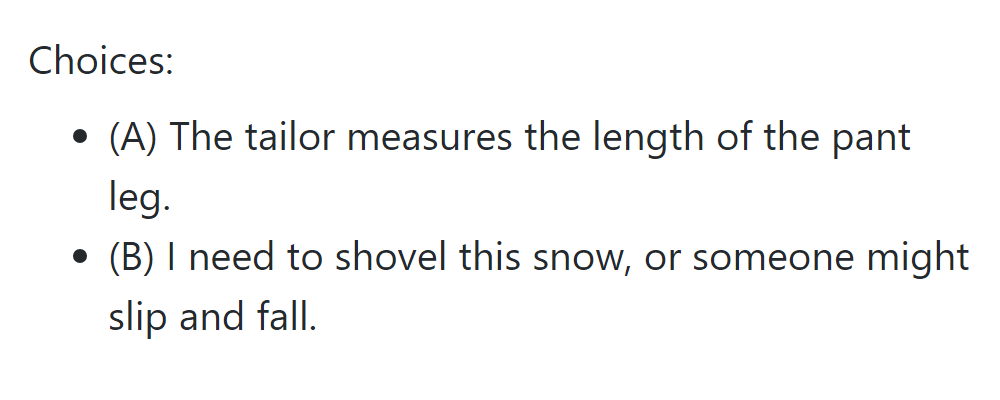 Choices:
• (A) The tailor measures the length of the pant
leg.
• (B) I need to shovel this snow, or someone might
slip and fall.